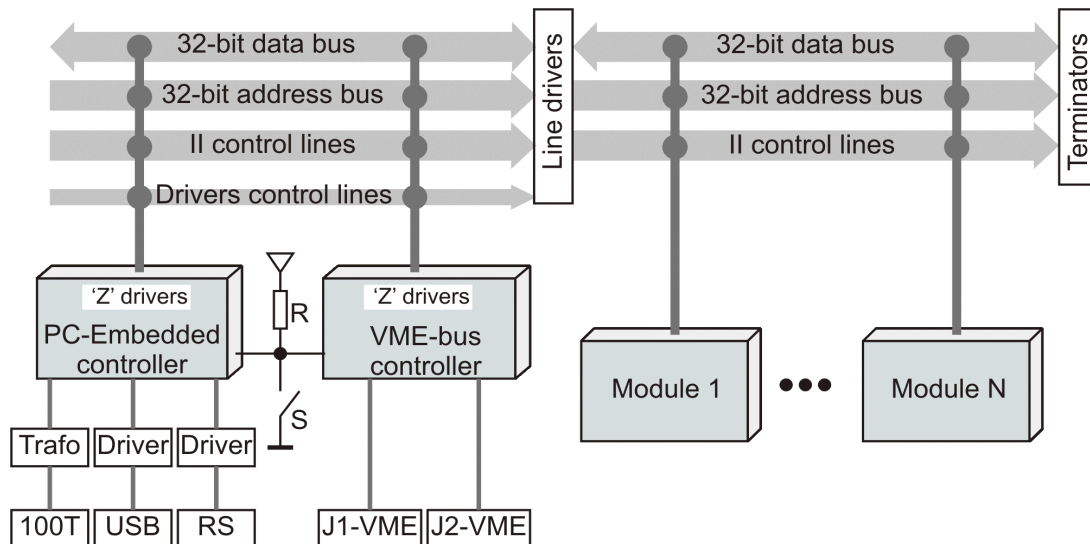 32-bit data bus
32-bit address bus
II control lines
Drivers control lines
Line drivers
32-bit data bus
32-bit address bus
II control lines
Terminators
‘Z’ drivers
PC-Embedded
controller
R
S
‘Z’ drivers
VME-bus
controller
Module 1
Module N
Trafo
Driver
Driver
100T
USB
RS
J1-VME
J2-VME